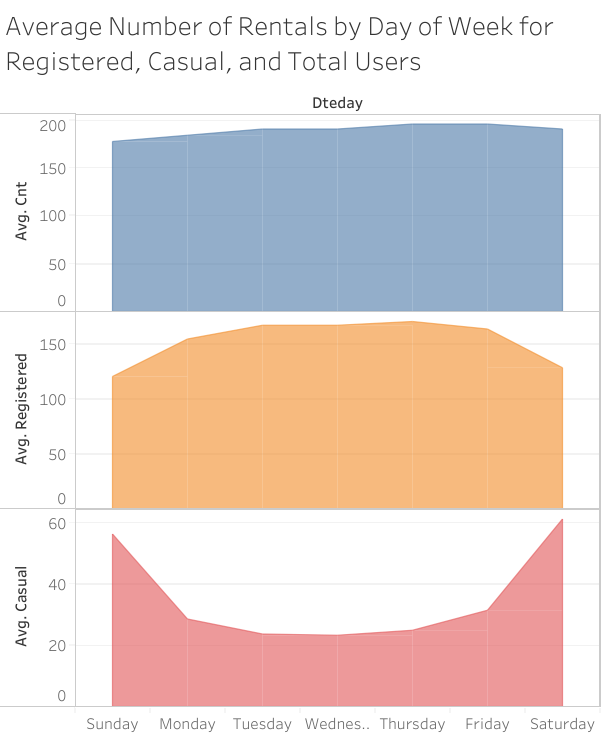 Average Number of Rentals by Day of Week for
Registered, Casual, and Total Users
Dteday
Avg. Cnt
200
150
100
50
0
Avg. Registered
150
100
50
0
Avg. Casual
60
40
20
0
Sunday Monday Tuesday Wednes.. Thursday Friday Saturday